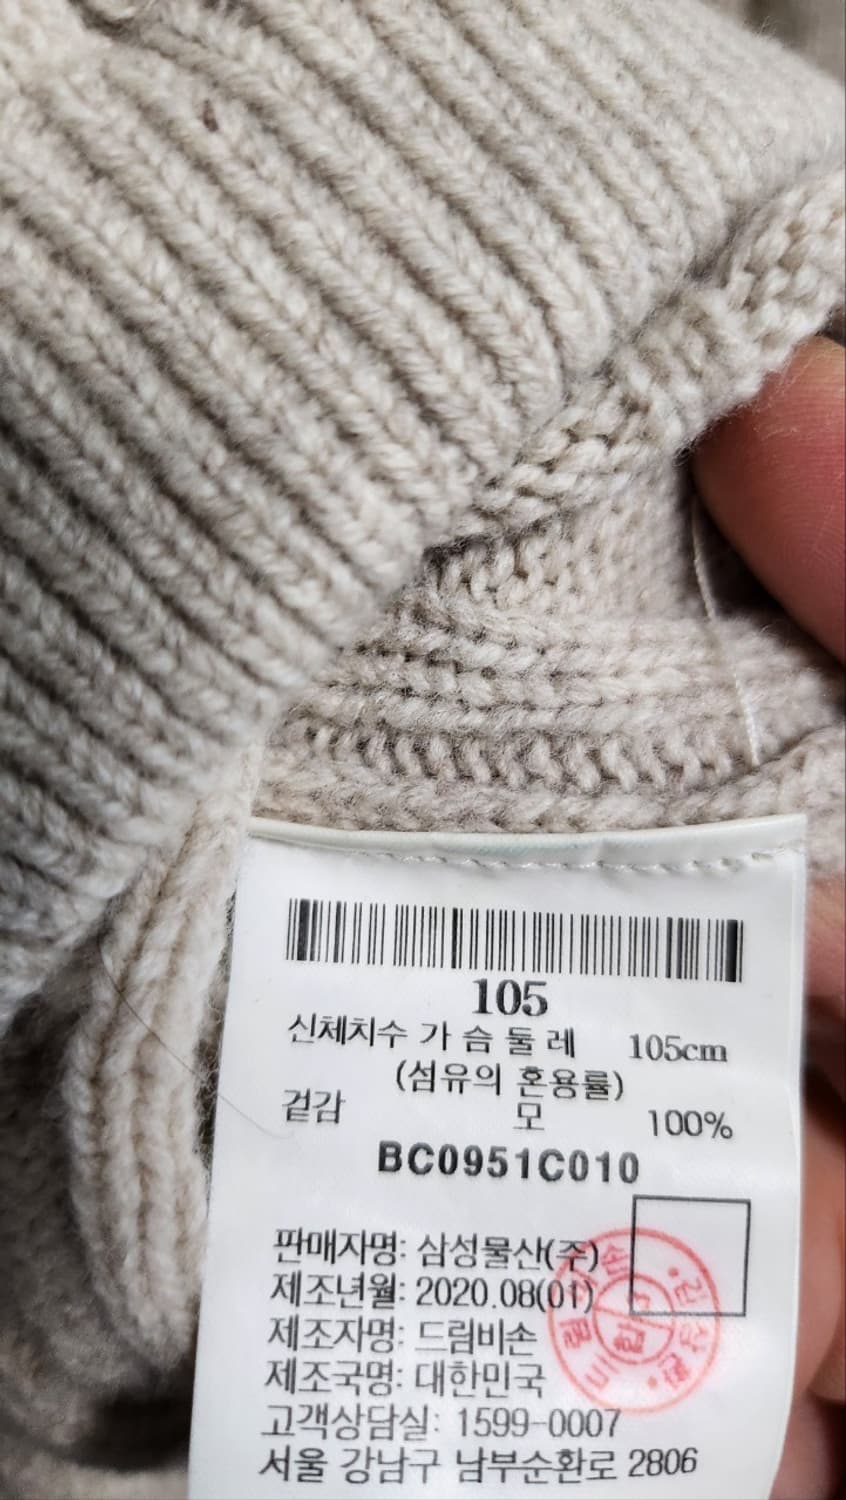 105
신체치수 가 슴 둘 레 105cm
(섬유의 혼용률)
겉감 모 100%
BC0951C010
판매자명: 삼성물산(주)
제조년월: 2020.08(01)
제조자명: 드림비손
제조국명: 대한민국
고객상담실: 1599-0007
서울 강남구 남부순환로 2806